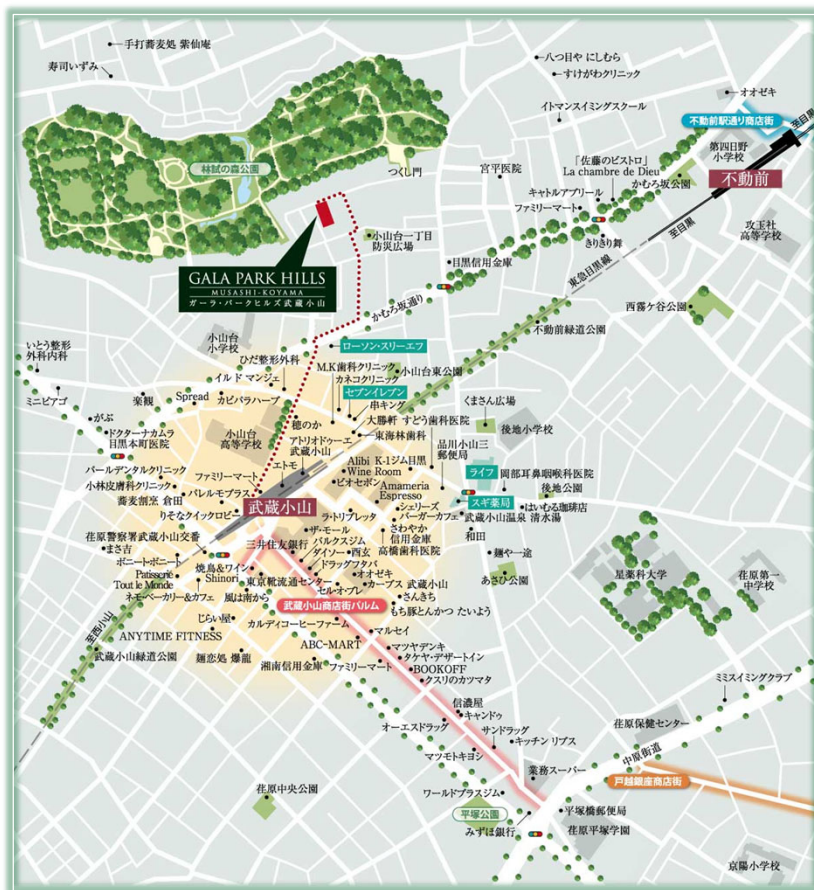 手打蕎麦処 紫仙庵
寿司いずみ
八つ目や にしむら
すけがわクリニック
オオゼキ
イトマンスイミングスクール
不動前駅通り商店街
至目黒
第四日野
小学校
不動前
林試の森公園
つくし門
宮平医院
「佐藤のビストロ」
La chambre de Dieu
かむろ坂公園
キャトルアプリール
ファミリーマート
きりきり舞
至目黒
攻玉社
高等学校
小山台一丁目
防災広場
GALA PARK HILLS
MUSASHI-KOYAMA
ガーラ・パークヒルズ武蔵小山
目黒信用金庫
東急目黒線
かむろ坂通り
西霧ケ谷公園
不動前緑道公園
小山台
小学校
ローソン・スリーエフ
いとう整形
外科内科
ひだ整形外科
M.K歯科クリニック
カネコクリニック
小山台東公園
イル ド マンジェ
セブンイレブン
ミニピアゴ
楽観
Spread
カピバラハーブ
串キング
くまさん広場
がぶ
穂のか
大勝軒
すどう歯科医院
後地小学校
ドクターナカムラ
目黒本町医院
小山台
高等学校
アトリオドゥーエ
武蔵小山
東海林歯科
品川小山三
郵便局
エトモ
パールデンタルクリニック
ファミリーマート
Alibi
K-1ジム目黒
Wine Room
ライフ
岡部耳鼻咽喉科医院
小林皮膚科クリニック
パレルモプラス
ビオセボン
Amameria
Espresso
後地公園
蕎麦割烹 倉田
武蔵小山
スギ薬局
はいむる珈琲店
りそなクイックロビー
ラ・トリプレッタ
シェリーズ
バーガーカフェ
武蔵小山温泉 清水湯
ザ・モール
さわやか
信用金庫
和田
荏原警察署武蔵小山交番
三井住友銀行
パルクスジム
高橋歯科医院
まさ吉
ダイソー
西玄
麺や一途
ボニート・ボニート
焼鳥&ワイン
Shinori
ドラッグフタバ
オオゼキ
あさひ公園
星薬科大学
荏原第一
中学校
Patisserie
Tout le Monde
東京靴流通センター
カーブス 武蔵小山
ネモ・ベーカリー&カフェ
風は南から
セル・オブレ
さんきち
武蔵小山商店街パルム
もち豚とんかつ たいよう
じらい屋
カルディコーヒーファーム
至西小山
ANYTIME FITNESS
マルセイ
ABC-MART
マツヤデンキ
武蔵小山緑道公園
麺恋処 爆龍
タケヤ・デザートイン
湘南信用金庫
ファミリーマート
BOOKOFF
クスリのカツマタ
ミミスイミングクラブ
信濃屋
キャンドゥ
オーエスドラッグ
サンドラッグ
荏原保健センター
キッチン リブス
中原街道
マツモトキヨシ
業務スーパー
戸越銀座商店街
荏原中央公園
ワールドプラスジム
平塚公園
平塚橋郵便局
みずほ銀行
荏原平塚学園
京陽小学校